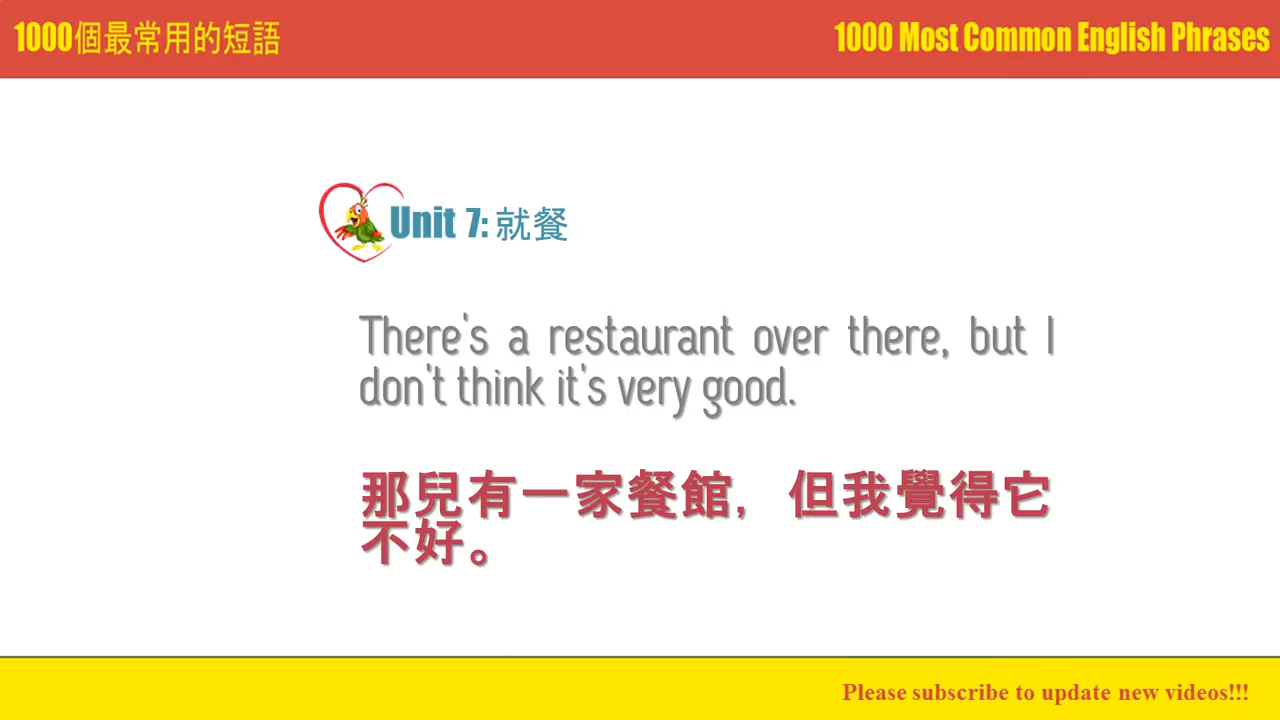 1000個最常用的短語
1000 Most Common English Phrases
Unit 7: 就餐
There's a restaurant over there, but I
don't think it's very good.
那兒有一家餐館，但我覺得它
不好。
Please subscribe to update new videos!!!